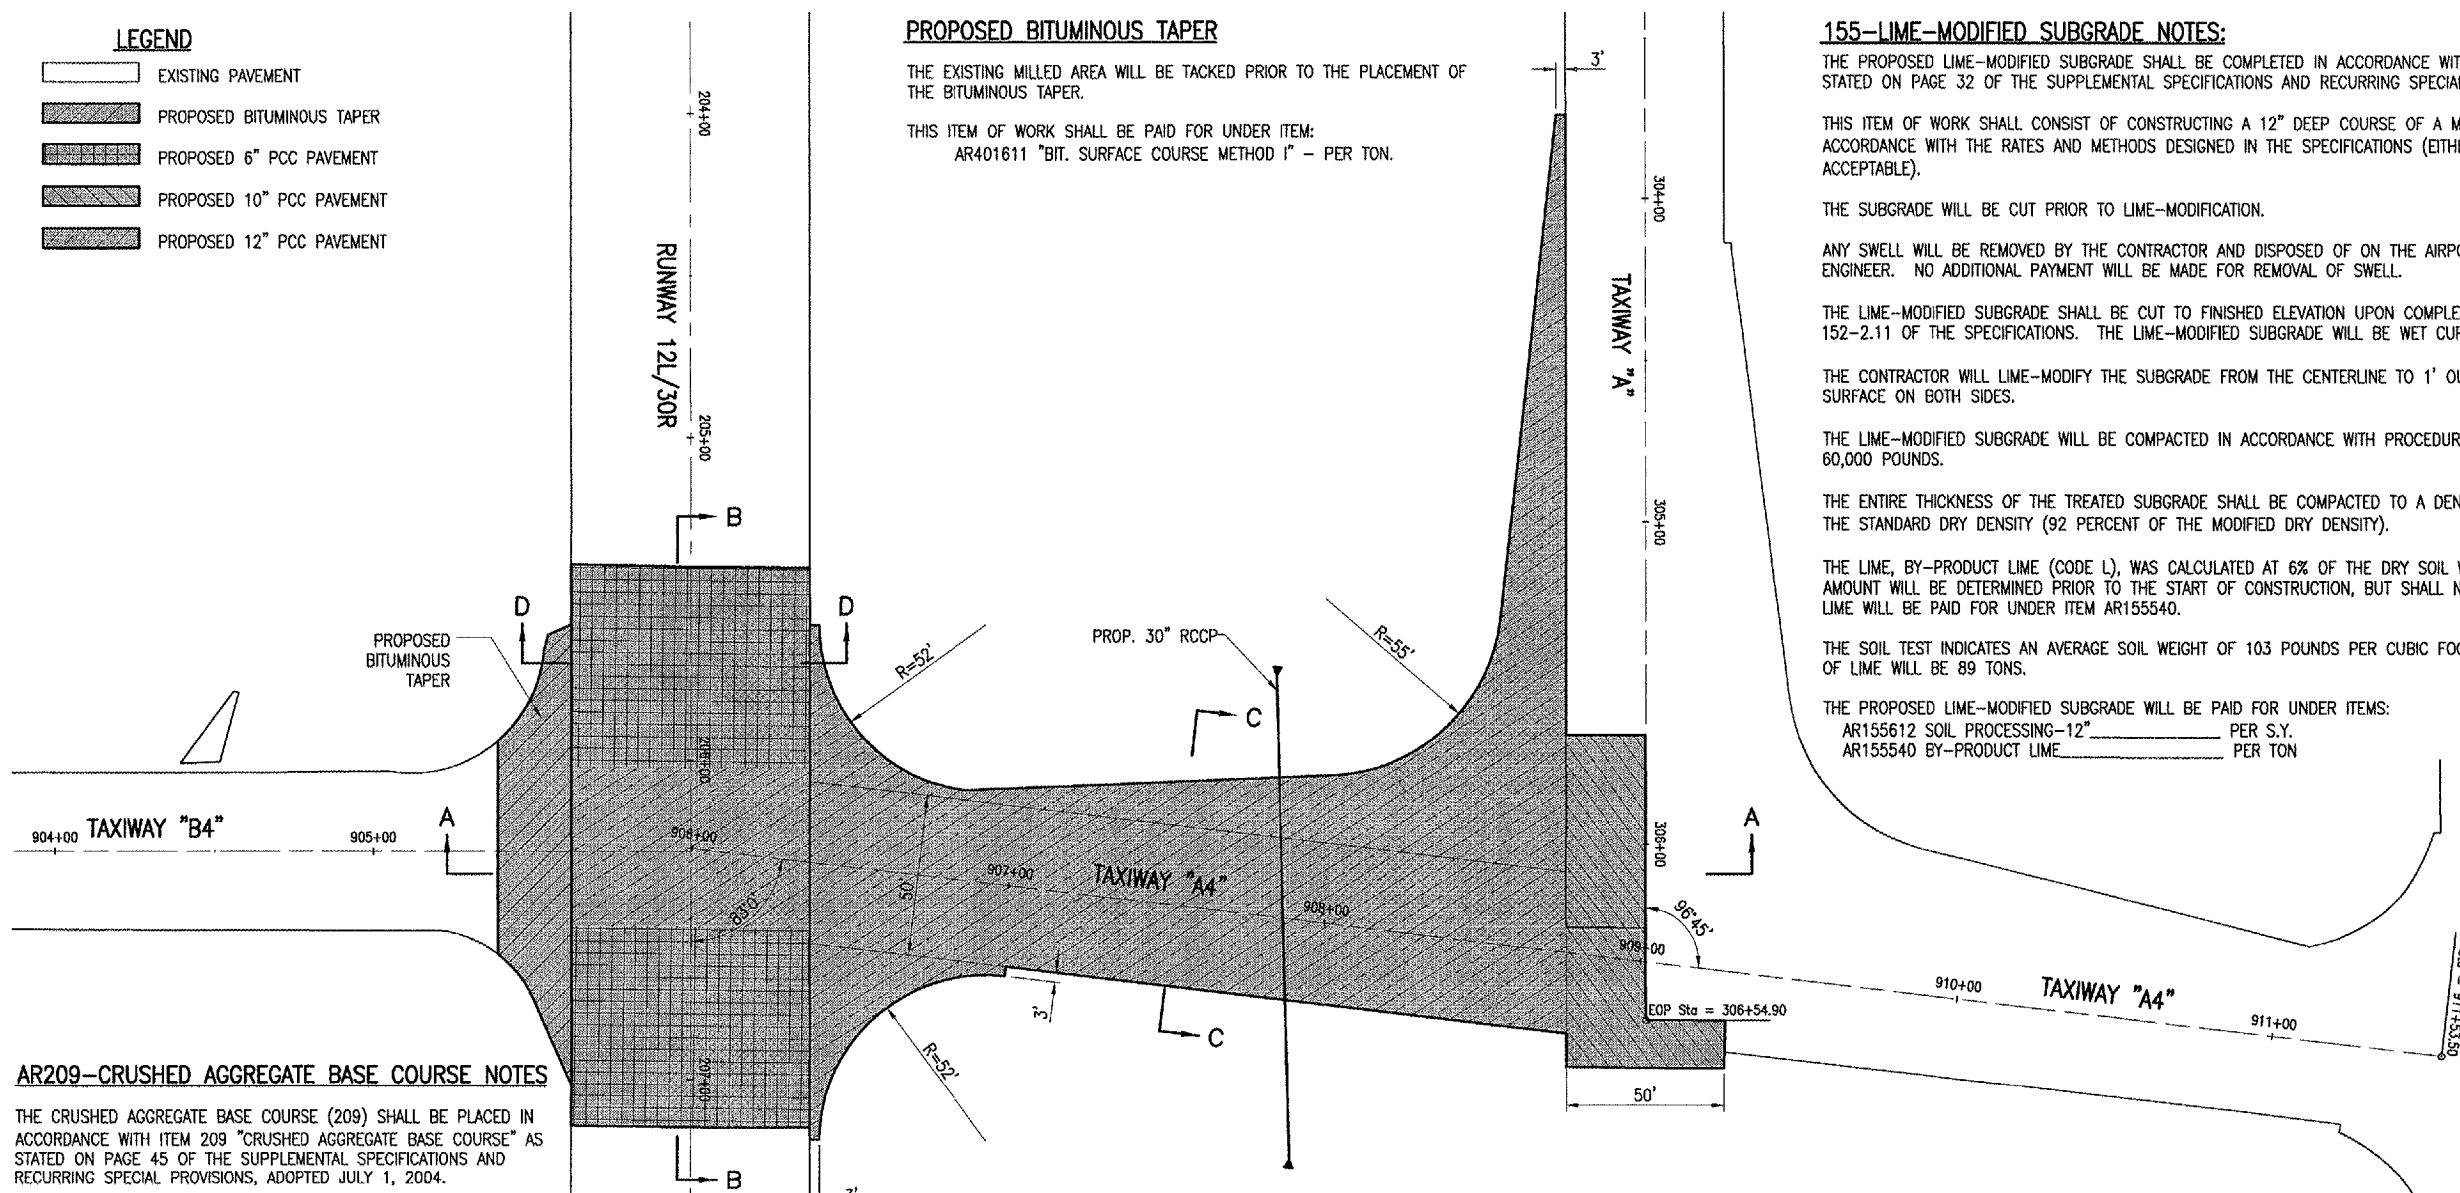 LEGEND
EXISTING PAVEMENT
PROPOSED BITUMINOUS TAPER
PROPOSED 6" PCC PAVEMENT
PROPOSED 10" PCC PAVEMENT
PROPOSED 12" PCC PAVEMENT
PROPOSED BITUMINOUS TAPER
THE EXISTING MILLED AREA WILL BE TACKED PRIOR TO THE PLACEMENT OF
THE BITUMINOUS TAPER.
THIS ITEM OF WORK SHALL BE PAID FOR UNDER ITEM:
AR401611 "BIT. SURFACE COURSE METHOD I" - PER TON.
155-LIME-MODIFIED SUBGRADE NOTES:
THE PROPOSED LIME-MODIFIED SUBGRADE SHALL BE COMPLETED IN ACCORDANCE WIT
STATED ON PAGE 32 OF THE SUPPLEMENTAL SPECIFICATIONS AND RECURRING SPECIAL
THIS ITEM OF WORK SHALL CONSIST OF CONSTRUCTING A 12" DEEP COURSE OF A M
ACCORDANCE WITH THE RATES AND METHODS DESIGNED IN THE SPECIFICATIONS (EITH
ACCEPTABLE).
THE SUBGRADE WILL BE CUT PRIOR TO LIME-MODIFICATION.
ANY SWELL WILL BE REMOVED BY THE CONTRACTOR AND DISPOSED OF ON THE AIRPO
ENGINEER. NO ADDITIONAL PAYMENT WILL BE MADE FOR REMOVAL OF SWELL.
THE LIME-MODIFIED SUBGRADE SHALL BE CUT TO FINISHED ELEVATION UPON COMPLE
152-2.11 OF THE SPECIFICATIONS. THE LIME-MODIFIED SUBGRADE WILL BE WET CUR
THE CONTRACTOR WILL LIME-MODIFY THE SUBGRADE FROM THE CENTERLINE TO 1' OU
SURFACE ON BOTH SIDES.
THE LIME-MODIFIED SUBGRADE WILL BE COMPACTED IN ACCORDANCE WITH PROCEDUR
60,000 POUNDS.
THE ENTIRE THICKNESS OF THE TREATED SUBGRADE SHALL BE COMPACTED TO A DEN
THE STANDARD DRY DENSITY (92 PERCENT OF THE MODIFIED DRY DENSITY).
THE LIME, BY-PRODUCT LIME (CODE L), WAS CALCULATED AT 6% OF THE DRY SOIL
AMOUNT WILL BE DETERMINED PRIOR TO THE START OF CONSTRUCTION, BUT SHALL N
LIME WILL BE PAID FOR UNDER ITEM AR155540.
THE SOIL TEST INDICATES AN AVERAGE SOIL WEIGHT OF 103 POUNDS PER CUBIC FOO
OF LIME WILL BE 89 TONS.
THE PROPOSED LIME-MODIFIED SUBGRADE WILL BE PAID FOR UNDER ITEMS:
AR155612 SOIL PROCESSING-12"____________ PER S.Y.
AR155540 BY-PRODUCT LIME_______________ PER TON
3'
204+00
RUNWAY 12L/30R
205+00
304+00
TAXIWAY "A"
305+00
B
D
D
PROPOSED
BITUMINOUS
TAPER
R=52'
PROP. 30" RCCP
R=55'
C
206+00
TAXIWAY "B4"
904+00
905+00
A
906+00
83'0'
50'
907+00
TAXIWAY "A4"
908+00
306+00
A
96°45'
909+00
910+00
TAXIWAY "A4"
911+00
911+53.50
EOP Sta = 306+54.90
3'
C
R=52'
207+00
50'
B
3'
AR209-CRUSHED AGGREGATE BASE COURSE NOTES
THE CRUSHED AGGREGATE BASE COURSE (209) SHALL BE PLACED IN
ACCORDANCE WITH ITEM 209 "CRUSHED AGGREGATE BASE COURSE" AS
STATED ON PAGE 45 OF THE SUPPLEMENTAL SPECIFICATIONS AND
RECURRING SPECIAL PROVISIONS, ADOPTED JULY 1, 2004.